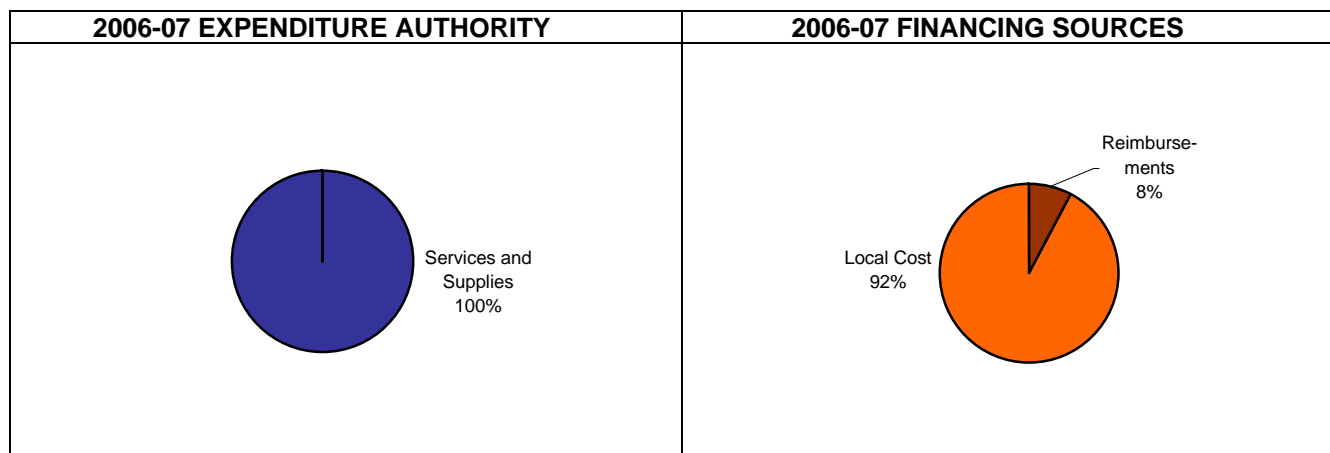 2006-07 EXPENDITURE AUTHORITY
2006-07 FINANCING SOURCES
Services and
Supplies
100%
Reimburse-
ments
8%
Local Cost
92%